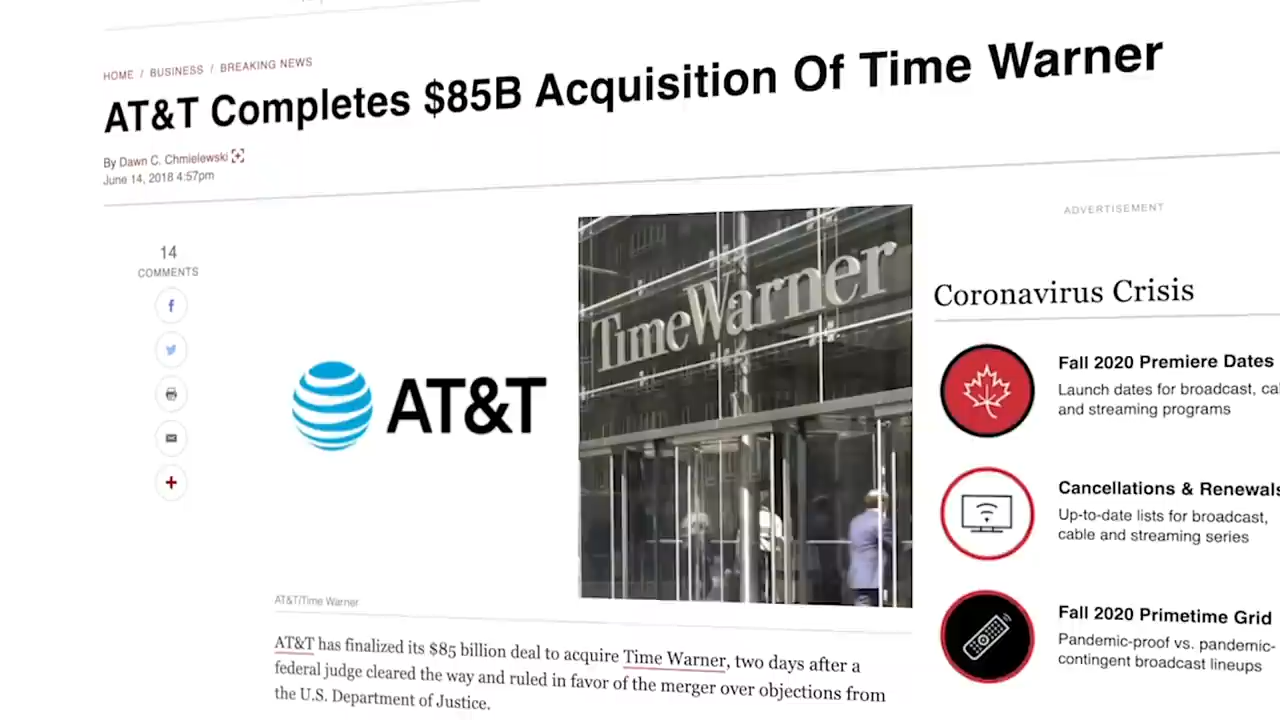 HOME / BUSINESS / BREAKING NEWS
AT&T Completes $85B Acquisition Of Time Warner
By Dawn C. Chmielewski
June 14, 2018 4:57pm
14
COMMENTS
f
AT&T
TimeWarner
AT&T/Time Warner
AT&T has finalized its $85 billion deal to acquire Time Warner, two days after a
federal judge cleared the way and ruled in favor of the merger over objections from
the U.S. Department of Justice.
ADVERTISEMENT
Coronavirus Crisis
Fall 2020 Premiere Dates
Launch dates for broadcast,
and streaming programs
Cancellations & Renewals
Up-to-date lists for broadcast,
cable and streaming series
Fall 2020 Primetime Grid
Pandemic-proof vs. pandemic-
contingent broadcast lineups